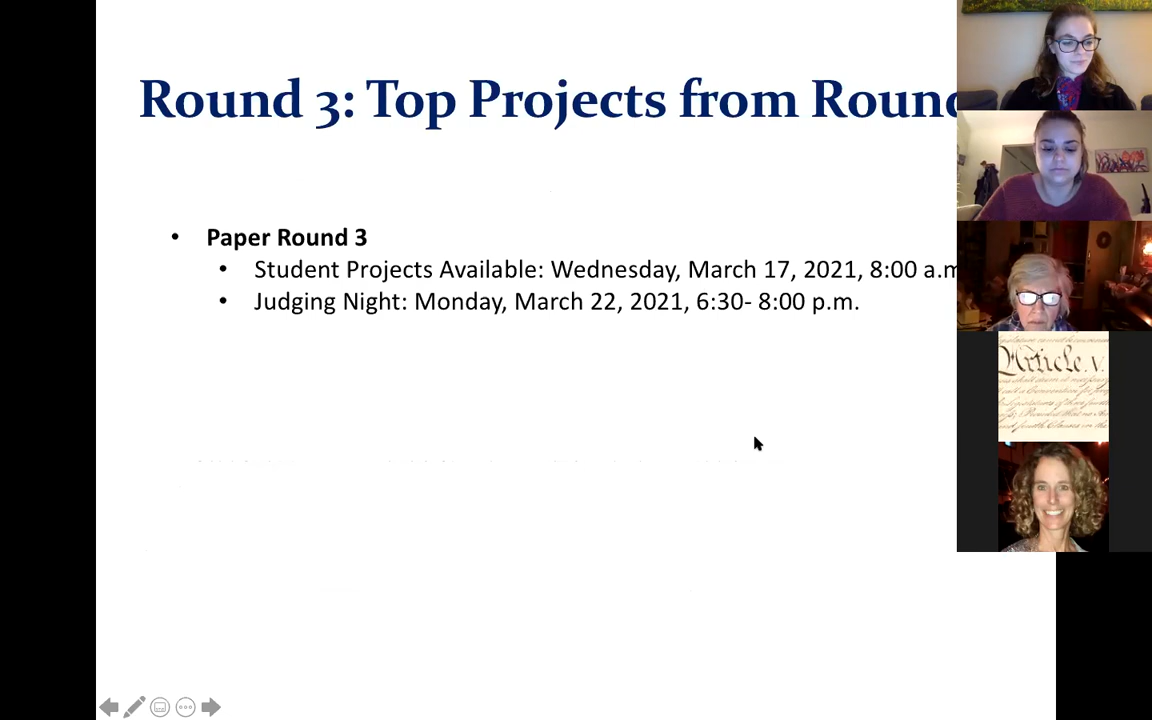 Round 3: Top Projects from Round
• Paper Round 3
• Student Projects Available: Wednesday, March 17, 2021, 8:00 a.m
• Judging Night: Monday, March 22, 2021, 6:30- 8:00 p.m.
Article. V.